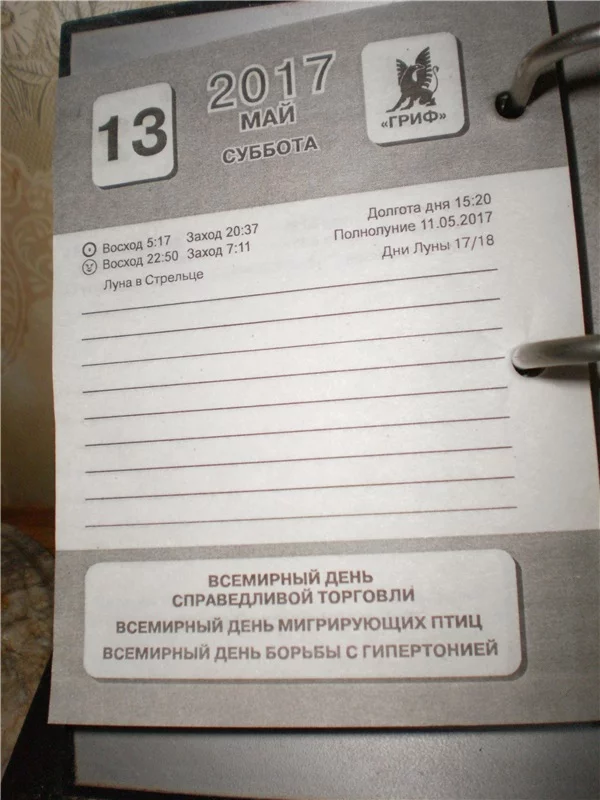 13
2017
МАЙ
СУББОТА
«ГРИФ»
Восход 5:17 Заход 20:37
Восход 22:50 Заход 7:11
Луна в Стрельце
Долгота дня 15:20
Полнолуние 11.05.2017
Дни Луны 17/18
ВСЕМИРНЫЙ ДЕНЬ
СПРАВЕДЛИВОЙ ТОРГОВЛИ
ВСЕМИРНЫЙ ДЕНЬ МИГРИРУЮЩИХ ПТИЦ
ВСЕМИРНЫЙ ДЕНЬ БОРЬБЫ С ГИПЕРТОНИЕЙ